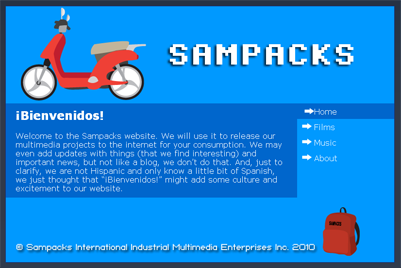 SAMPACKS
¡Bienvenidos!
Welcome to the Sampacks website. We will use it to release our
multimedia projects to the internet for your consumption. We may
even add updates with things (that we find interesting) and
important news, but not like a blog, we don't do that. And, just to
clarify, we are not Hispanic and only know a little bit of Spanish,
we just thought that "¡Bienvenidos!" might add some culture and
excitement to our website.
Home
Films
Music
About
© Sampacks International Industrial Multimedia Enterprises Inc. 2010